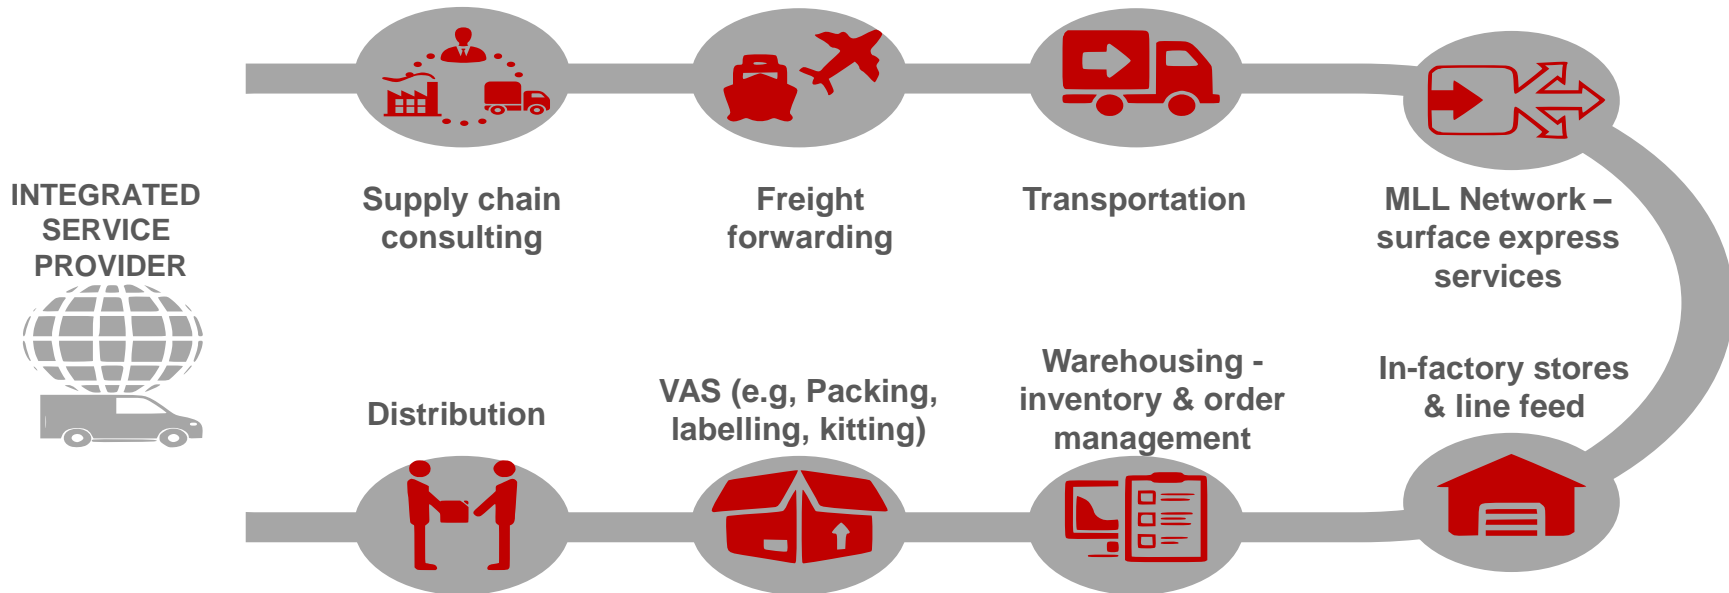 INTEGRATED
SERVICE
PROVIDER
Supply chain
consulting
Freight
forwarding
Transportation
MLL Network –
surface express
services
Distribution
VAS (e.g, Packing,
labelling, kitting)
Warehousing -
inventory & order
management
In-factory stores
& line feed